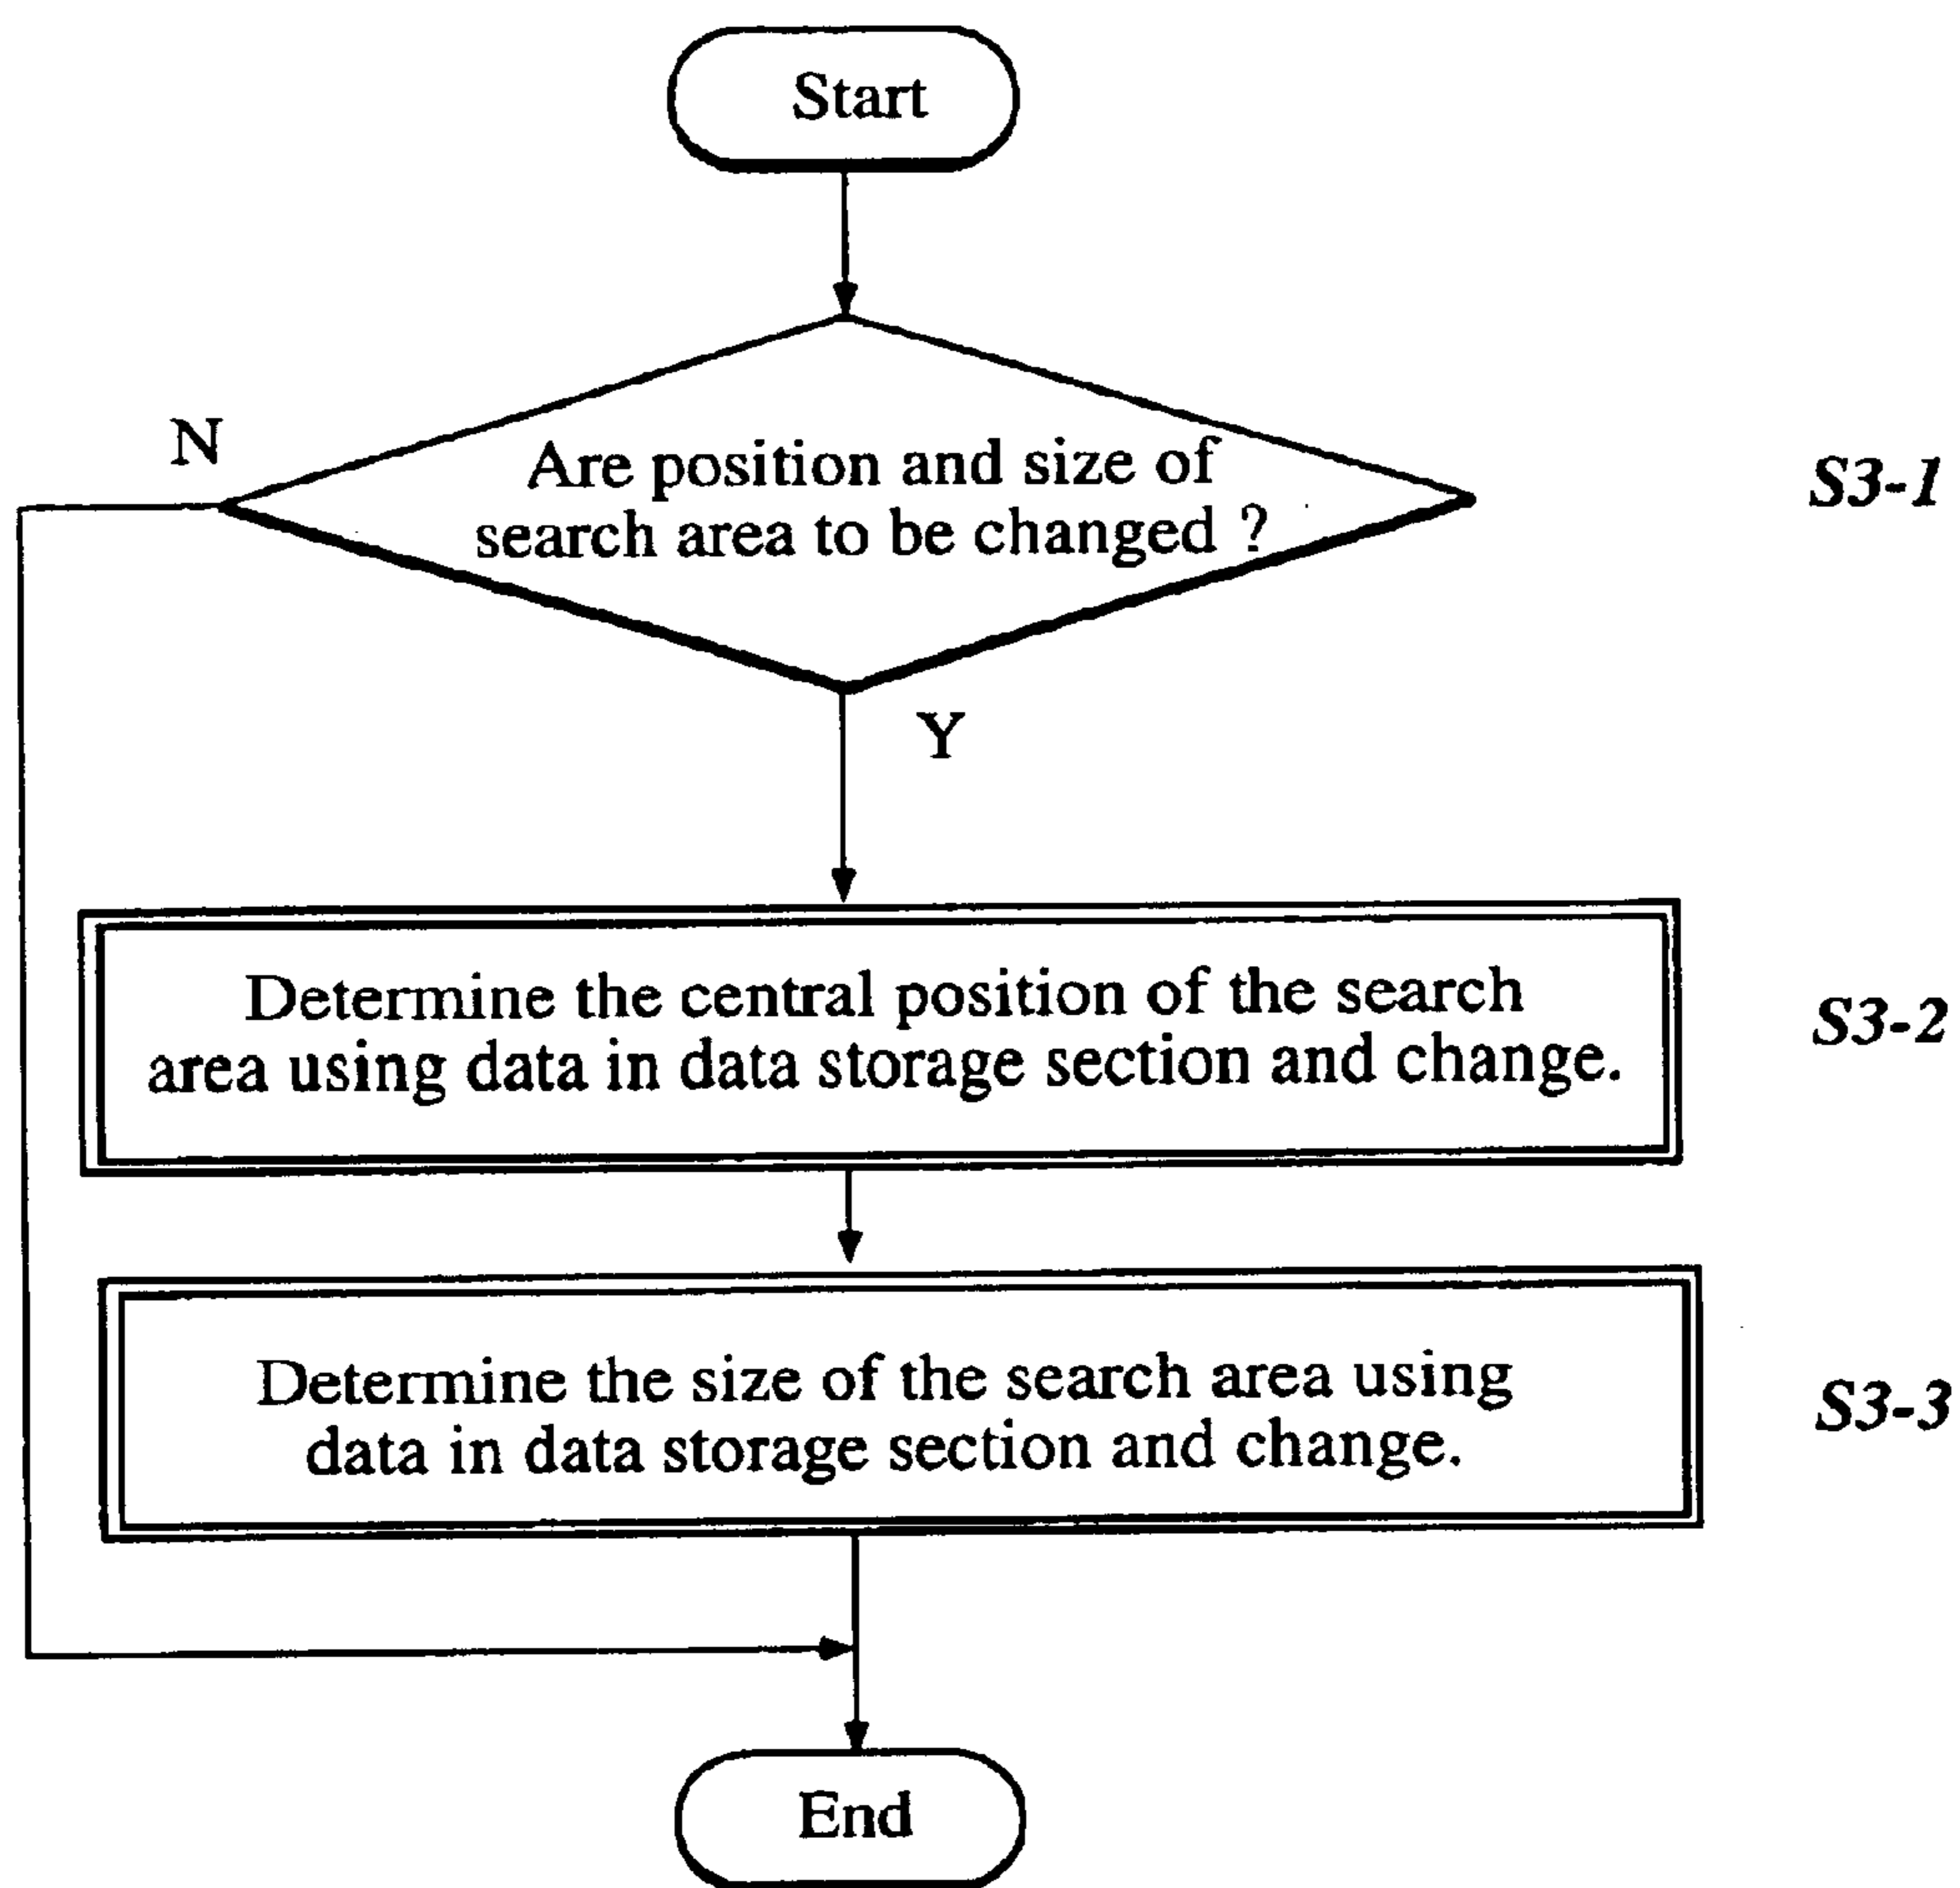 Start
N
Are position and size of
search area to be changed ?
S3-1
Y
Determine the central position of the search
area using data in data storage section and change.
S3-2
Determine the size of the search area using
data in data storage section and change.
S3-3
End